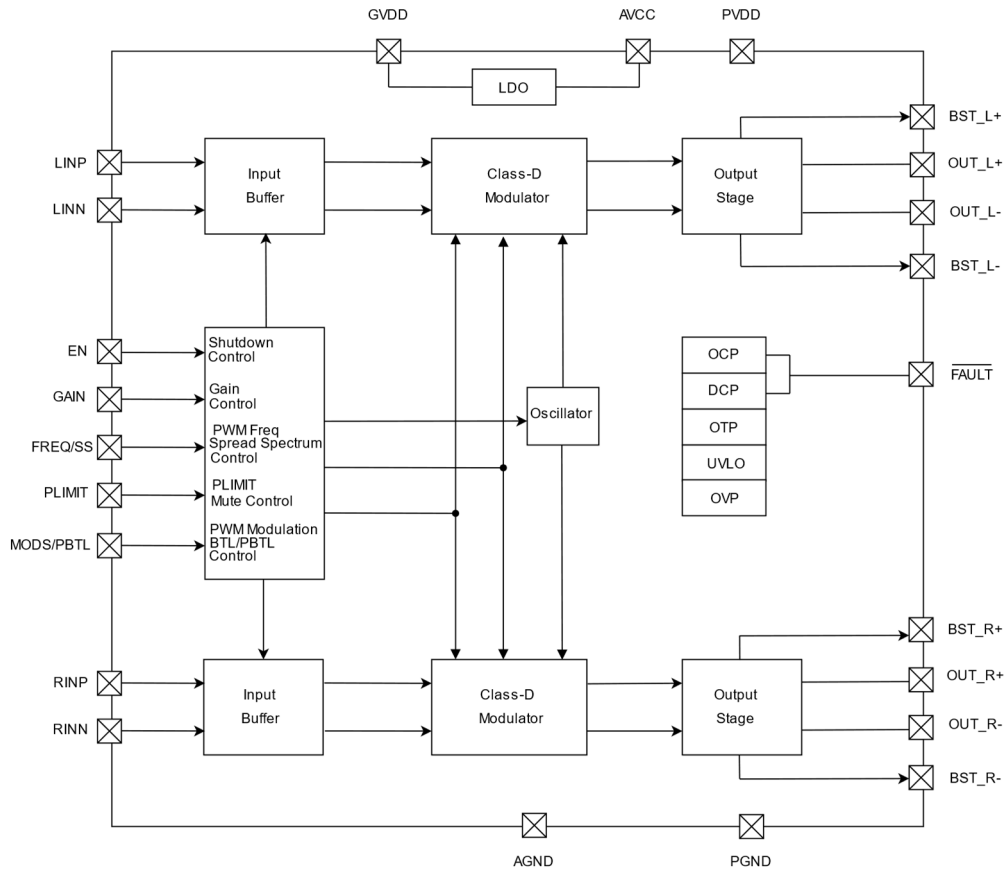 GVDD
AVCC
PVDD
LDO
BST_L+
LINP
Input
Buffer
Class-D
Modulator
Output
Stage
OUT_L+
LINN
OUT_L-
BST_L-
EN
Shutdown
Control
GAIN
Gain
Control
FREQ/SS
PWM Freq
Spread Spectrum
Control
PLIMIT
PLIMIT
Mute Control
MODS/PBTL
PWM Modulation
BTL/PBTL
Control
Oscillator
OCP
DCP
OTP
UVLO
OVP
FAULT
BST_R+
RINP
Input
Buffer
Class-D
Modulator
Output
Stage
OUT_R+
RINN
OUT_R-
BST_R-
AGND
PGND